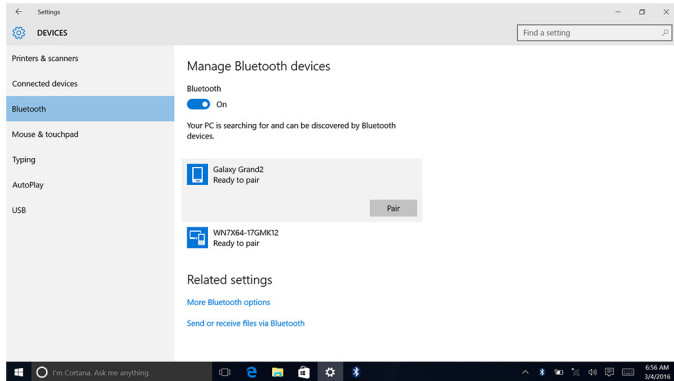 Settings
DEVICES
Find a setting
Printers & scanners
Connected devices
Bluetooth
Mouse & touchpad
Typing
AutoPlay
USB
Manage Bluetooth devices
Bluetooth
On
Your PC is searching for and can be discovered by Bluetooth
devices.
Galaxy Grand2
Ready to pair
Pair
WN7X64-17GMK12
Ready to pair
Related settings
More Bluetooth options
Send or receive files via Bluetooth
I'm Cortana. Ask me anything.
6:56 AM
3/4/2016